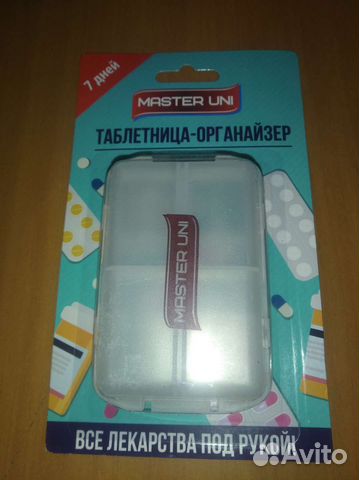 7 дней
MASTER UNI
ТАБЛЕТНИЦА-ОРГАНАЙЗЕР
MASTER UNI
ВСЕ ЛЕКАРСТВА ПОД РУКОЙ!
Avito